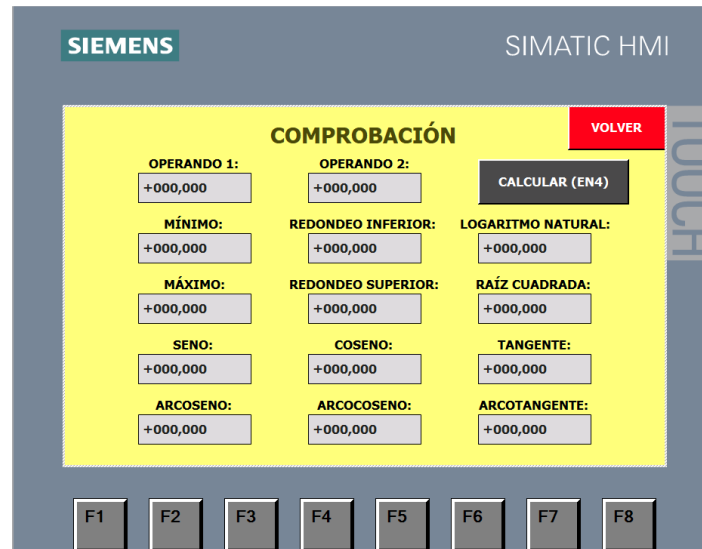 SIEMENS
SIMATIC HMI
TOUCH
VOLVER
COMPROBACIÓN
OPERANDO 1:
OPERANDO 2:
+000,000
+000,000
CALCULAR (EN4)
MÍNIMO:
REDONDEO INFERIOR:
LOGARITMO NATURAL:
+000,000
+000,000
+000,000
MÁXIMO:
REDONDEO SUPERIOR:
RAÍZ CUADRADA:
+000,000
+000,000
+000,000
SENO:
COSENO:
TANGENTE:
+000,000
+000,000
+000,000
ARCOSENO:
ARCOCOSENO:
ARCOTANGENTE:
+000,000
+000,000
+000,000
F1
F2
F3
F4
F5
F6
F7
F8